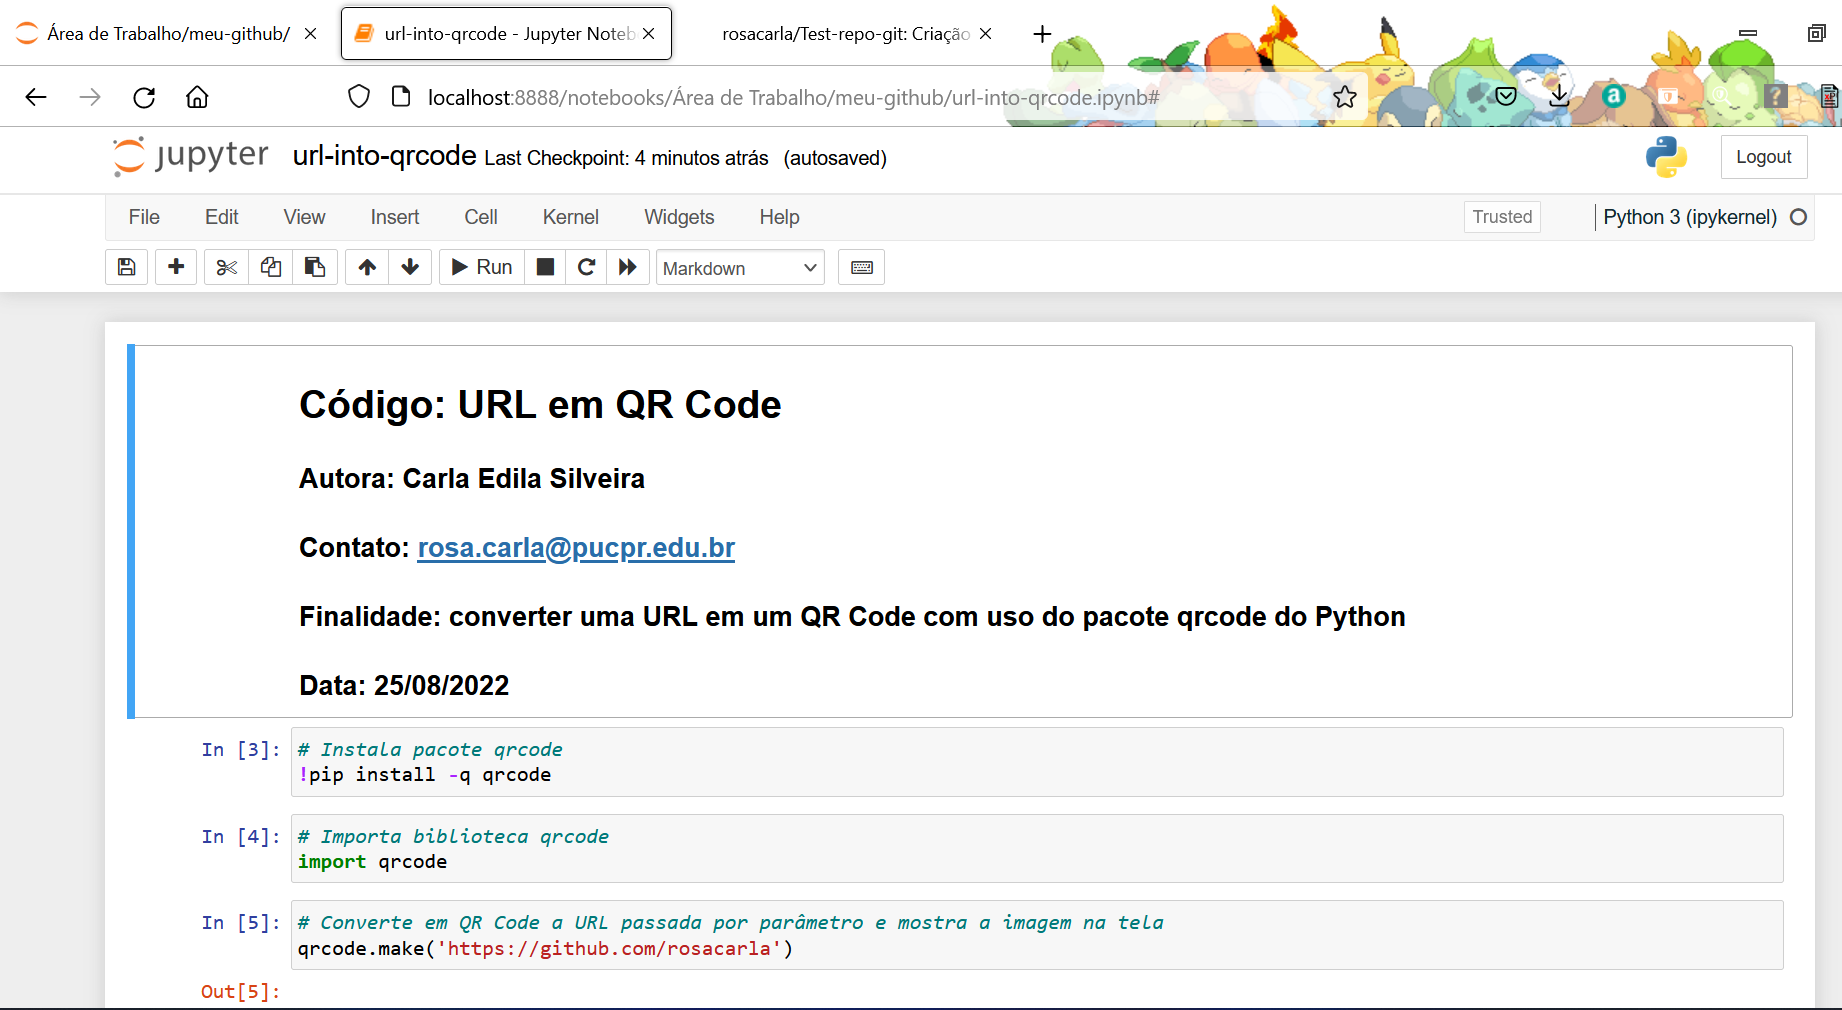 Área de Trabalho/meu-github/
url-into-qrcode - Jupyter Noteb
rosacarla/Test-repo-git: Criação
localhost:8888/notebooks/Área de Trabalho/meu-github/url-into-qrcode.ipynb#
jupyter url-into-qrcode Last Checkpoint: 4 minutos atrás (autosaved)
Logout
File Edit View Insert Cell Kernel Widgets Help
Trusted
Python 3 (ipykernel)
Run
Markdown
Código: URL em QR Code
Autora: Carla Edila Silveira
Contato: rosa.carla@pucpr.edu.br
Finalidade: converter uma URL em um QR Code com uso do pacote qrcode do Python
Data: 25/08/2022
In [3]: # Instala pacote qrcode
!pip install -q qrcode
In [4]: # Importa biblioteca qrcode
import qrcode
In [5]: # Converte em QR Code a URL passada por parâmetro e mostra a imagem na tela
qrcode.make('https://github.com/rosacarla')
Out[5]: